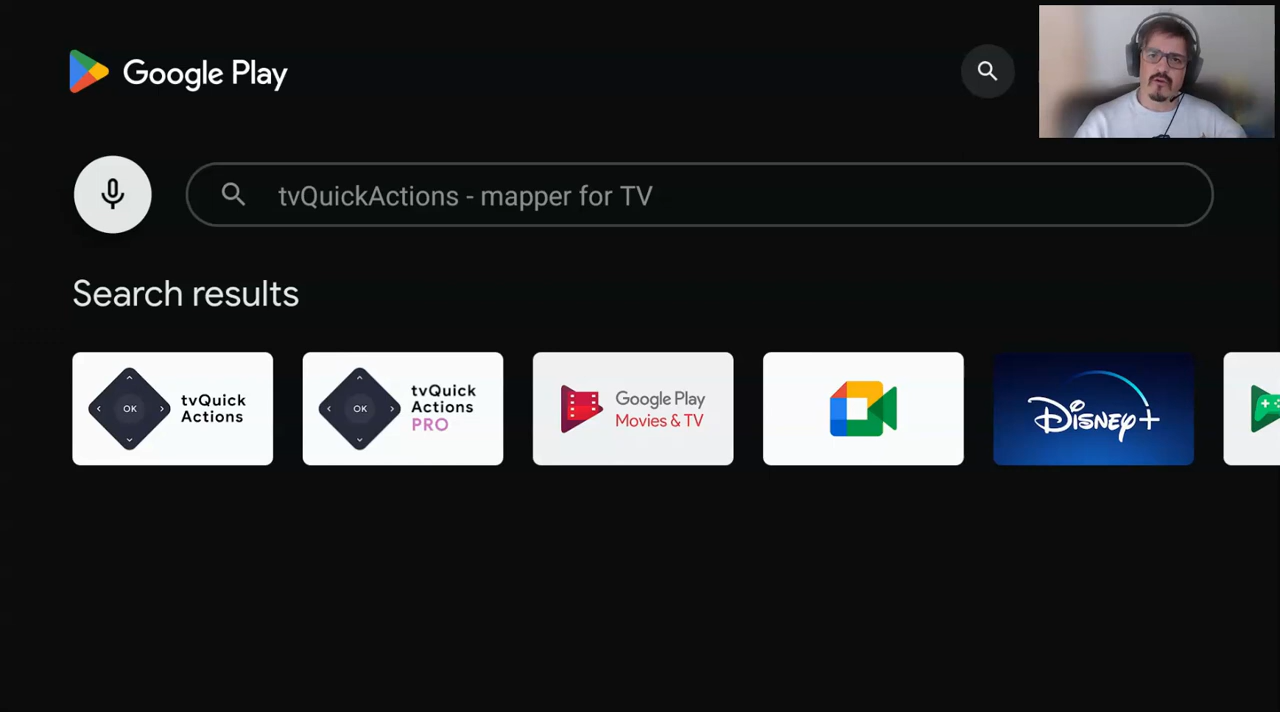 Google Play
tvQuickActions - mapper for TV
Search results
OK
tvQuick
Actions
OK
tvQuick
Actions
PRO
Google Play
Movies & TV
Disney+